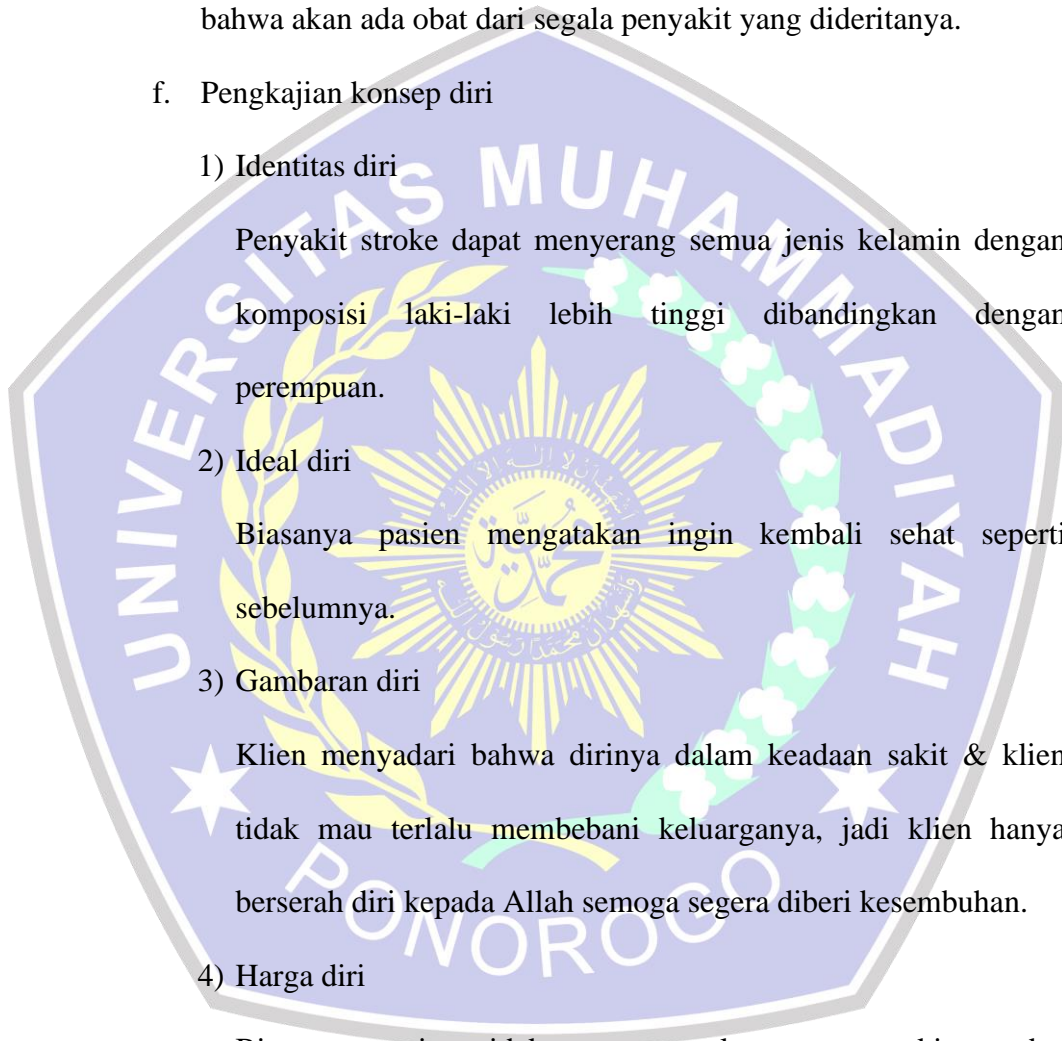 bahwa akan ada obat dari segala penyakit yang dideritanya.
f. Pengkajian konsep diri
1) Identitas diri
Penyakit stroke dapat menyerang semua jenis kelamin dengan
komposisi laki-laki lebih tinggi dibandingkan dengan
perempuan.
2) Ideal diri
Biasanya pasien mengatakan ingin kembali sehat seperti
sebelumnya.
3) Gambaran diri
Klien menyadari bahwa dirinya dalam keadaan sakit & klien
tidak mau terlalu membebani keluarganya, jadi klien hanya
berserah diri kepada Allah semoga segera diberi kesembuhan.
4) Harga diri
UNIVERSITAS MUHAMMADIYAH
PONOROGO
محمدية